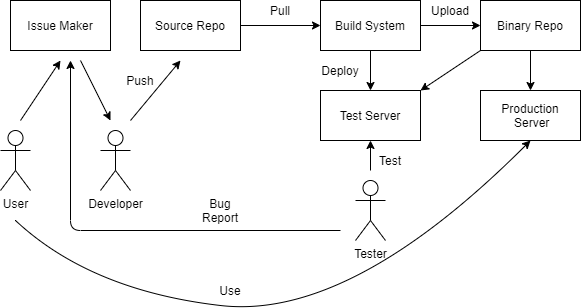 Issue Maker
Source Repo
Pull
Build System
Upload
Binary Repo
Push
Deploy
Test Server
Production
Server
Test
User
Developer
Bug
Report
Tester
Use